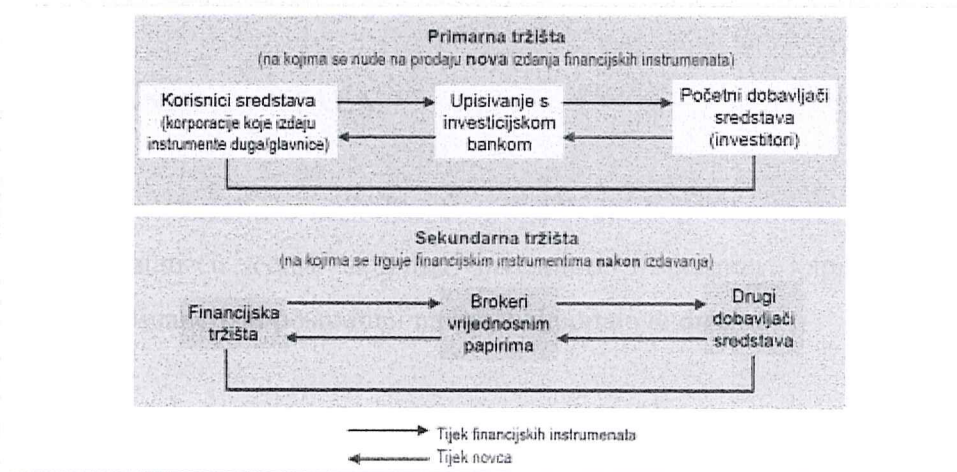 Primarna tržišta
(na kojima se nude na prodaju nova izdanja financijskih instrumenata)
Korisnici sredstava
(korporacije koje izdaju
instrumente duga/glavnice)
Upisivanje s
investicijskom
bankom
Početni dobavljači
sredstava
(investitori)
Sekundarna tržišta
(na kojima se trguje financijskim instrumentima nakon izdavanja)
Financijska
tržišta
Brokeri
vrijednosnim
papirima
Drugi
dobavljači
sredstava
Tijek financijskih instrumenata
Tijek novca